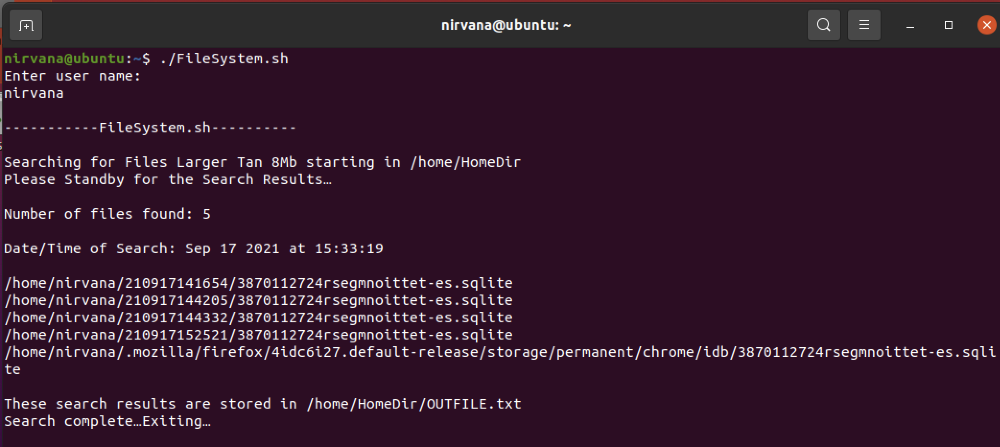 nirvana@ubuntu: ~
nirvana@ubuntu:~$ ./FileSystem.sh
Enter user name:
nirvana
-----------FileSystem.sh----------
Searching for Files Larger Tan 8Mb starting in /home/HomeDir
Please Standby for the Search Results…
Number of files found: 5
Date/Time of Search: Sep 17 2021 at 15:33:19
/home/nirvana/210917141654/3870112724rsegmnoittet-es.sqlite
/home/nirvana/210917144205/3870112724rsegmnoittet-es.sqlite
/home/nirvana/210917144332/3870112724rsegmnoittet-es.sqlite
/home/nirvana/210917152521/3870112724rsegmnoittet-es.sqlite
/home/nirvana/.mozilla/firefox/4idc6i27.default-release/storage/permanent/chrome/idb/3870112724rsegmnoittet-es.sqli
te
These search results are stored in /home/HomeDir/OUTFILE.txt
Search complete…Exiting…